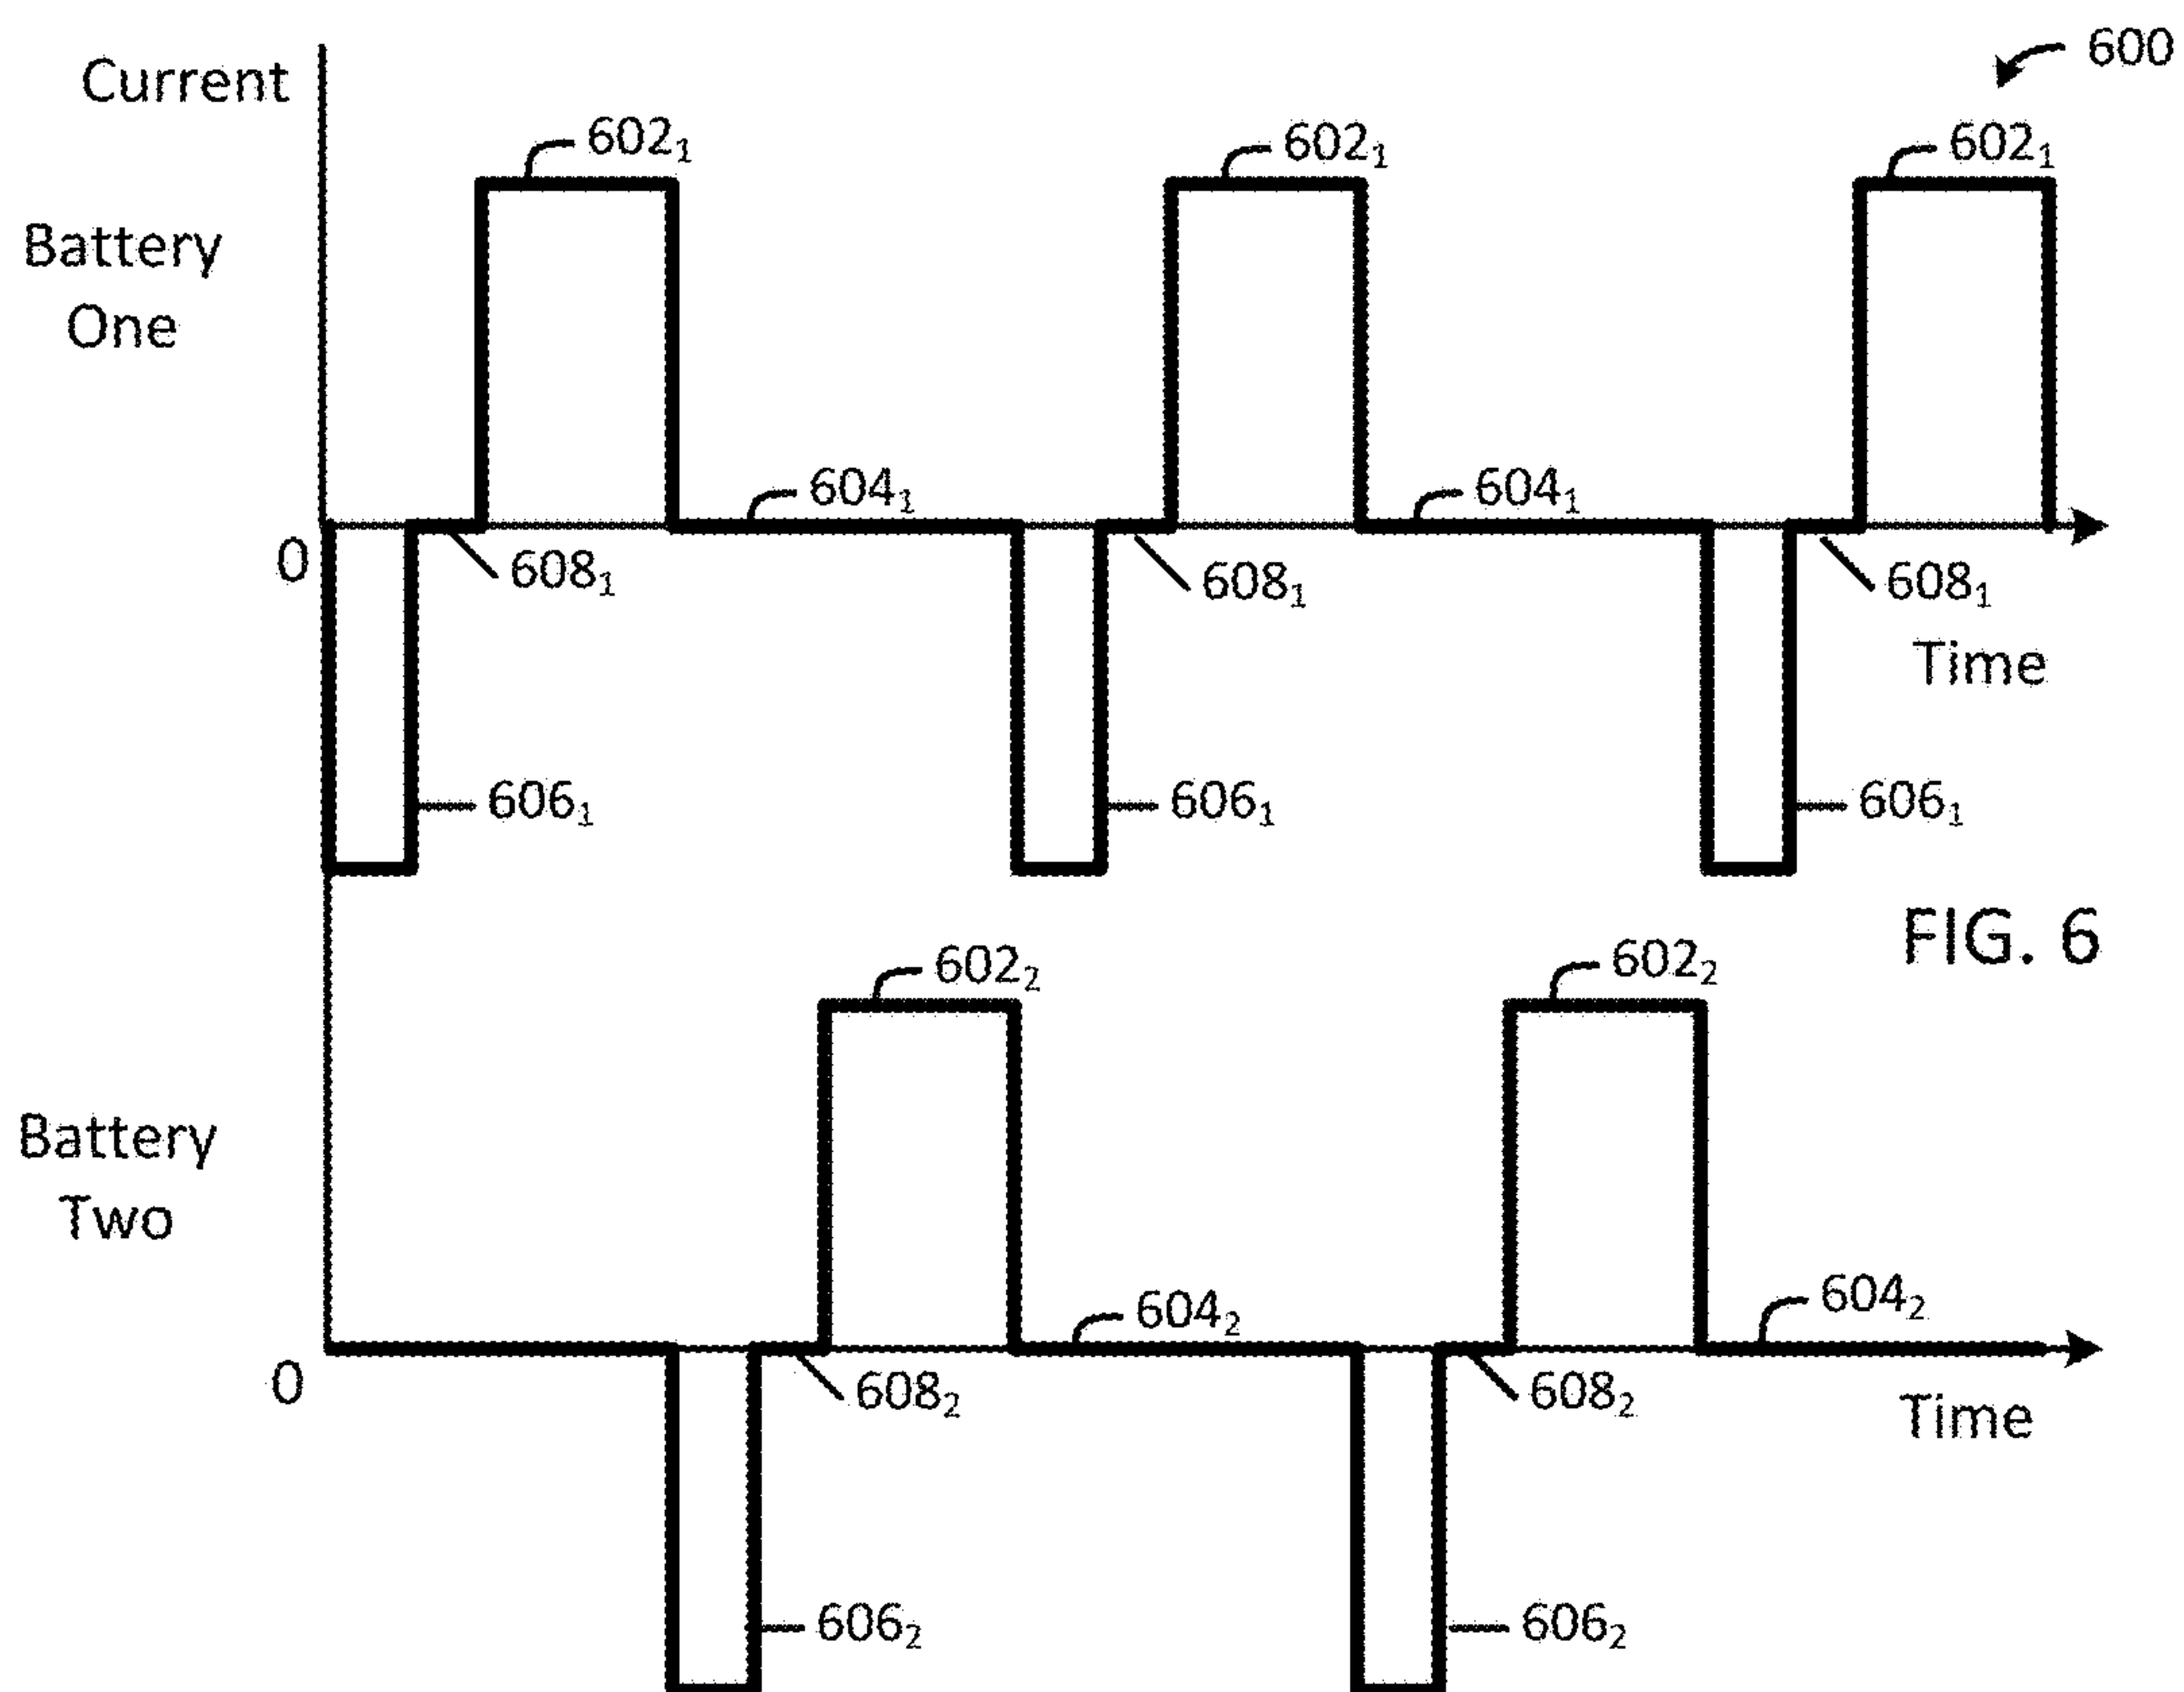 600
Current
602₁ 602₁ 602₁
Battery
One
604₁ 604₁
0
608₁ 608₁ 608₁
Time
606₁ 606₁ 606₁
FIG. 6
602₂ 602₂
Battery
Two
604₂ 604₂
0
608₂ 608₂
Time
606₂ 606₂